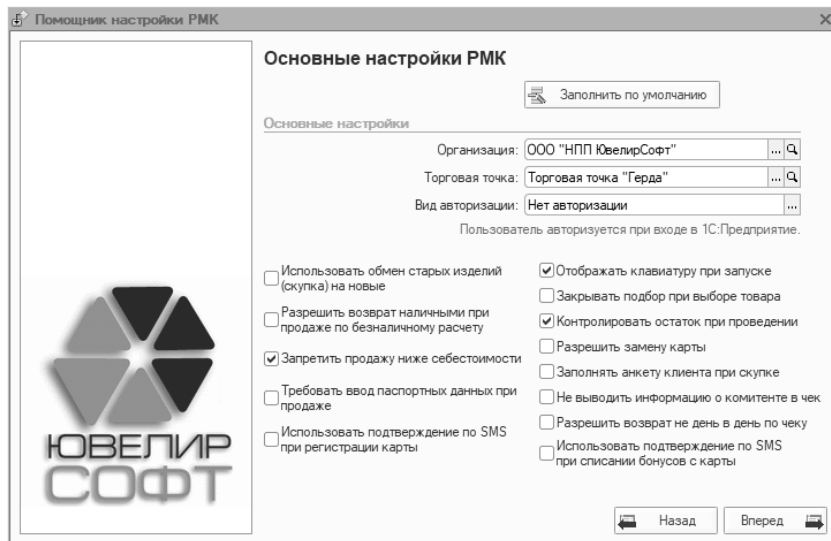 Помощник настройки РМК
Основные настройки РМК
Заполнить по умолчанию
Основные настройки
Организация: ООО "НПП ЮвелирСофт" ...
Торговая точка: Торговая точка "Герда" ...
Вид авторизации: Нет авторизации ...
Пользователь авторизуется при входе в 1С:Предприятие.
Использовать обмен старых изделий
(скупка) на новые
Разрешить возврат наличными при
продаже по безналичному расчету
Запретить продажу ниже себестоимости
Требовать ввод паспортных данных при
продаже
Использовать подтверждение по SMS
при регистрации карты
Отображать клавиатуру при запуске
Закрывать подбор при выборе товара
Контролировать остаток при проведении
Разрешить замену карты
Заполнять анкету клиента при скупке
Не выводить информацию о комитенте в чек
Разрешить возврат не день в день по чеку
Использовать подтверждение по SMS
при списании бонусов с карты
ЮВЕЛИР
СОФТ
Назад
Вперед